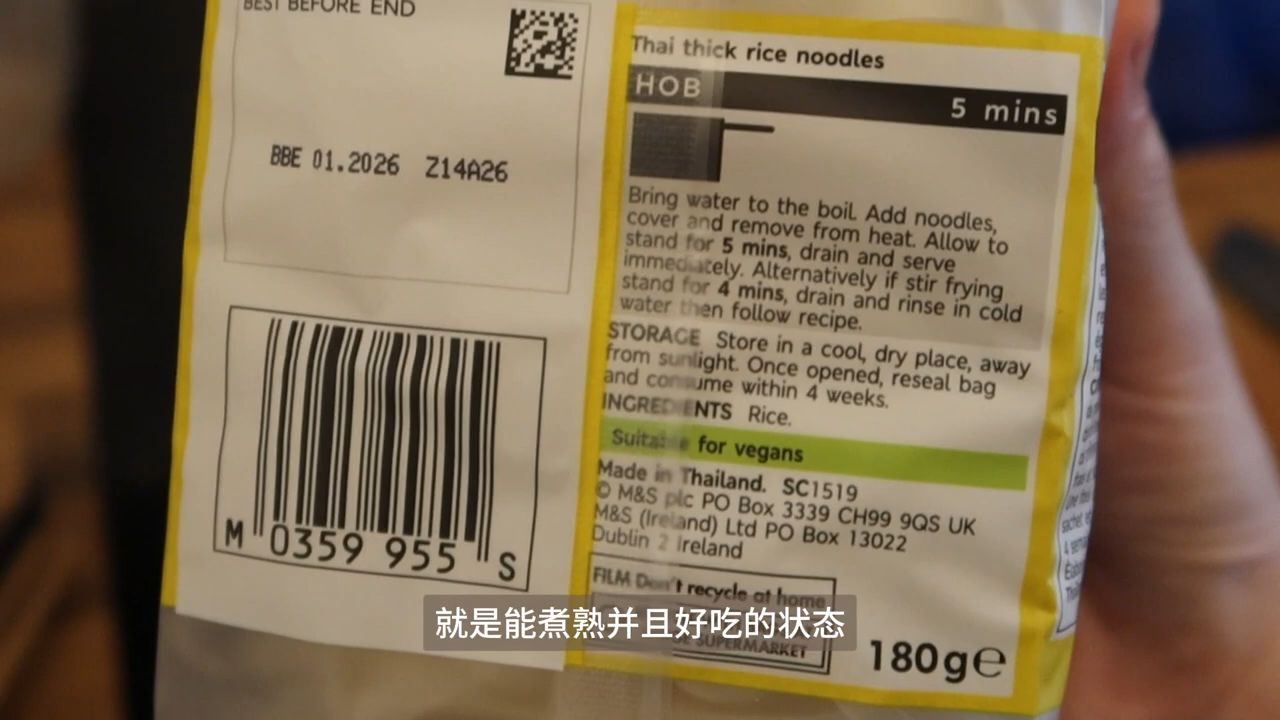 BEST BEFORE END
BBE 01.2026 Z14A26
M 0359 955 S
Thai thick rice noodles
HOB
5 mins
Bring water to the boil. Add noodles,
cover and remove from heat. Allow to
stand for 5 mins, drain and serve
immediately. Alternatively if stir frying
stand for 4 mins, drain and rinse in cold
water then follow recipe.
STORAGE Store in a cool, dry place, away
from sunlight. Once opened, reseal bag
and consume within 4 weeks.
INGREDIENTS Rice.
Suitable for vegans
Made in Thailand. SC1519
© M&S plc PO Box 3339 CH99 9QS UK
M&S (Ireland) Ltd PO Box 13022
Dublin 2 Ireland
FILM Don't recycle at home
SUPERMARKET
180g℮
就是能煮熟并且好吃的状态